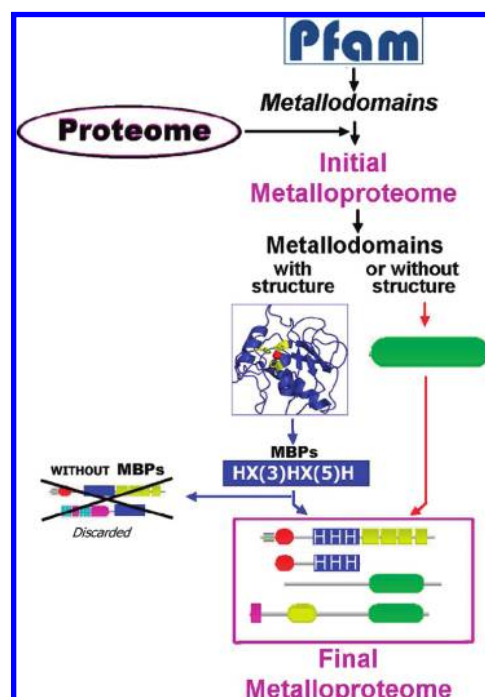 Pfam
Metallodomains
Proteome
Initial
Metalloproteome
Metallodomains
with
structure
or without
structure
MBPs
HX(3)HX(5)H
WITHOUT MBPs
Discarded
HHH
HHH
Final
Metalloproteome